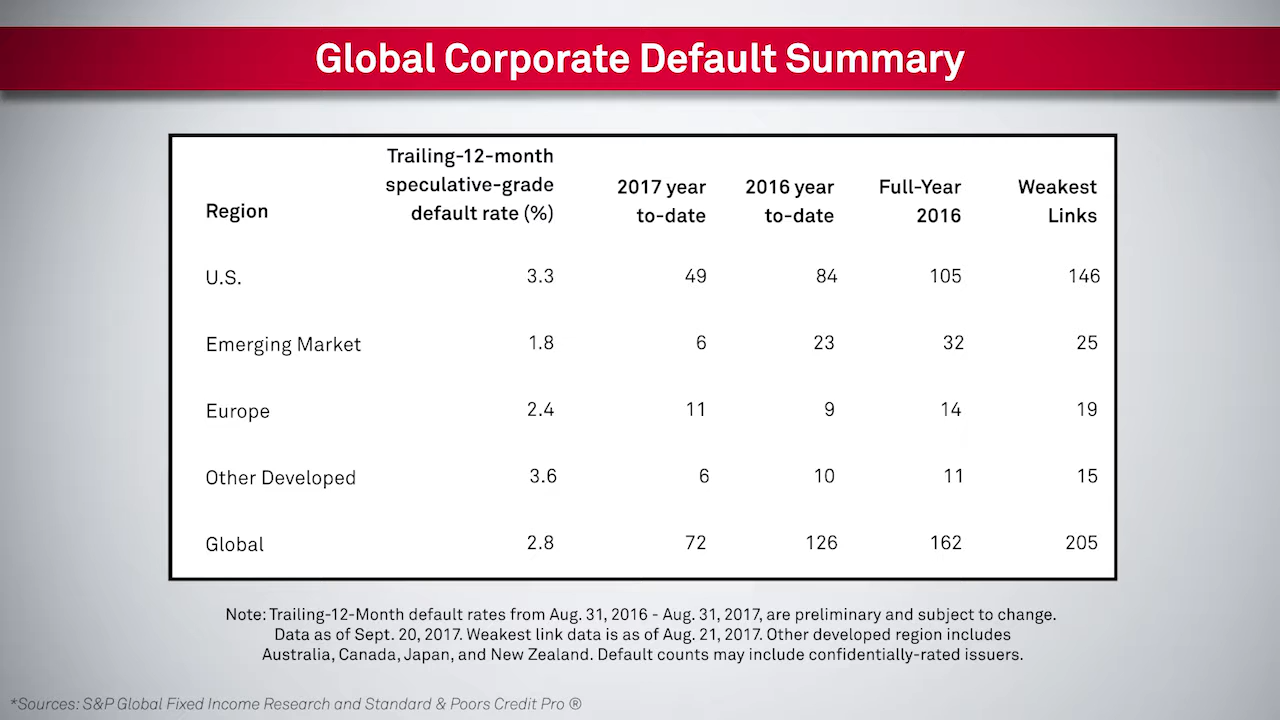 Global Corporate Default Summary
Trailing-12-month
speculative-grade 2017 year 2016 year Full-Year Weakest
Region default rate (%) to-date to-date 2016 Links
U.S. 3.3 49 84 105 146
Emerging Market 1.8 6 23 32 25
Europe 2.4 11 9 14 19
Other Developed 3.6 6 10 11 15
Global 2.8 72 126 162 205
Note: Trailing-12-Month default rates from Aug. 31, 2016 - Aug. 31, 2017, are preliminary and subject to change.
Data as of Sept. 20, 2017. Weakest link data is as of Aug. 21, 2017. Other developed region includes
Australia, Canada, Japan, and New Zealand. Default counts may include confidentially-rated issuers.
*Sources: S&P Global Fixed Income Research and Standard & Poors Credit Pro ®